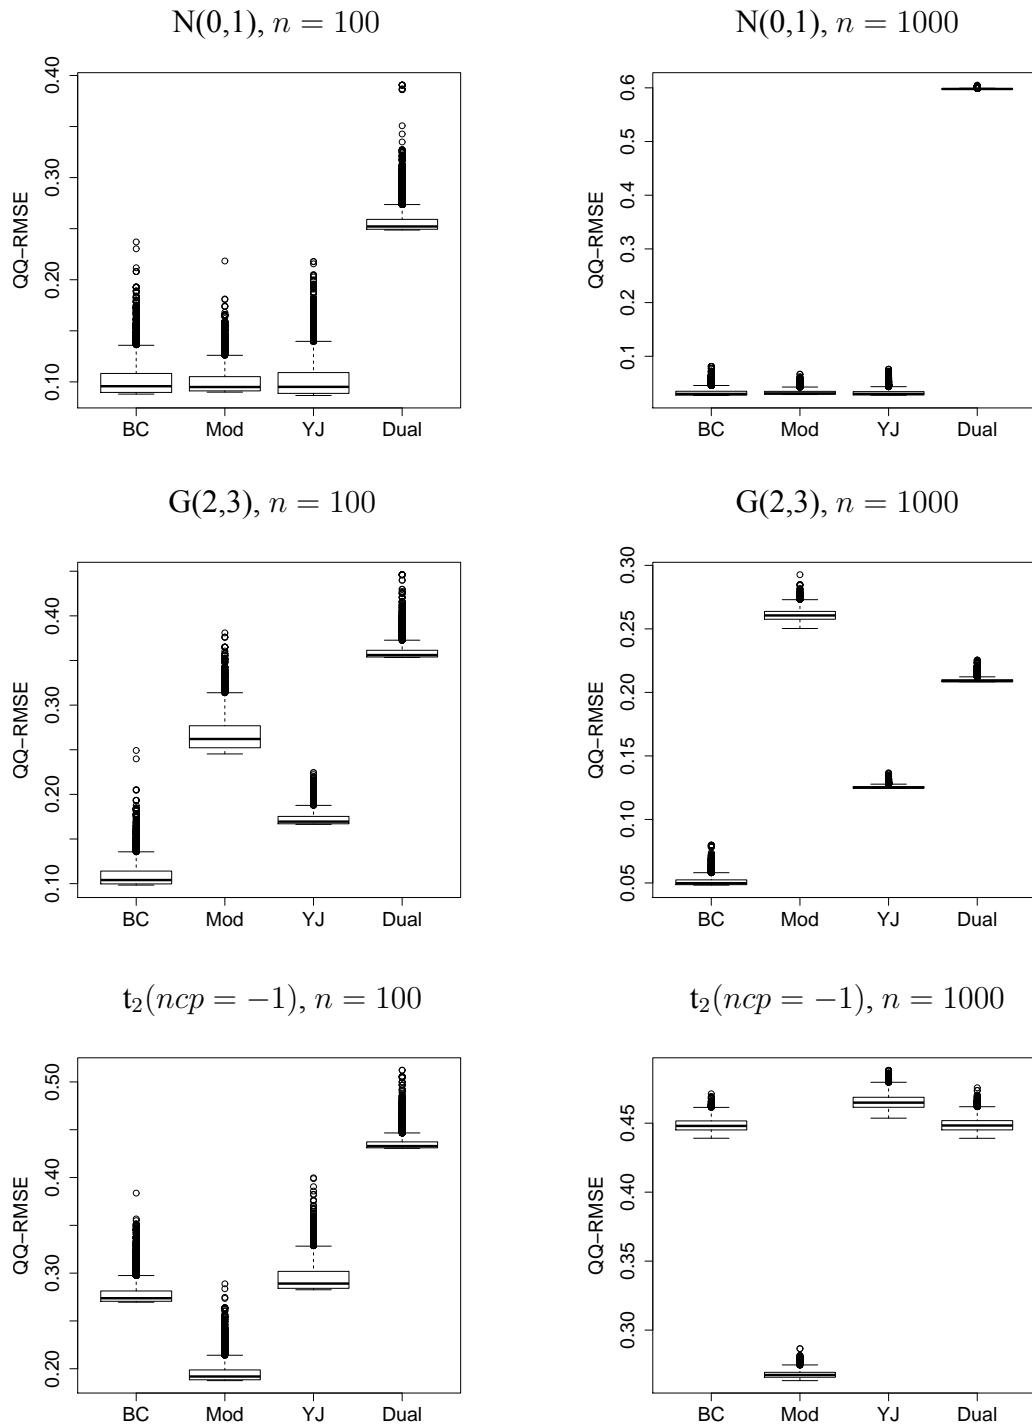 N(0,1), n = 100
N(0,1), n = 1000
QQ−RMSE
0.10
0.20
0.30
0.40
BC Mod YJ Dual
QQ−RMSE
0.1
0.2
0.3
0.4
0.5
0.6
BC Mod YJ Dual
G(2,3), n = 100
G(2,3), n = 1000
QQ−RMSE
0.10
0.20
0.30
0.40
BC Mod YJ Dual
QQ−RMSE
0.05
0.10
0.15
0.20
0.25
0.30
BC Mod YJ Dual
t₂(ncp = −1), n = 100
t₂(ncp = −1), n = 1000
QQ−RMSE
0.20
0.30
0.40
0.50
BC Mod YJ Dual
QQ−RMSE
0.30
0.35
0.40
0.45
BC Mod YJ Dual